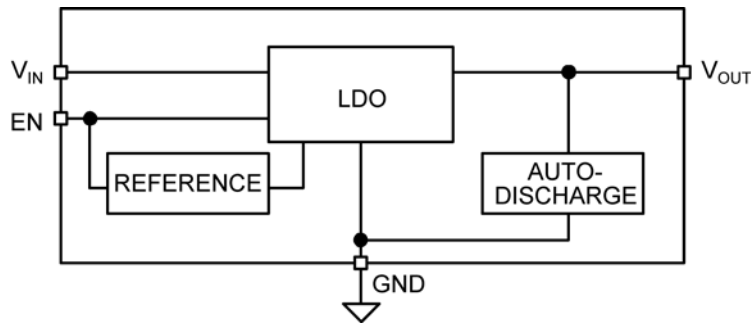 V_IN
LDO
V_OUT
EN
REFERENCE
AUTO-
DISCHARGE
GND